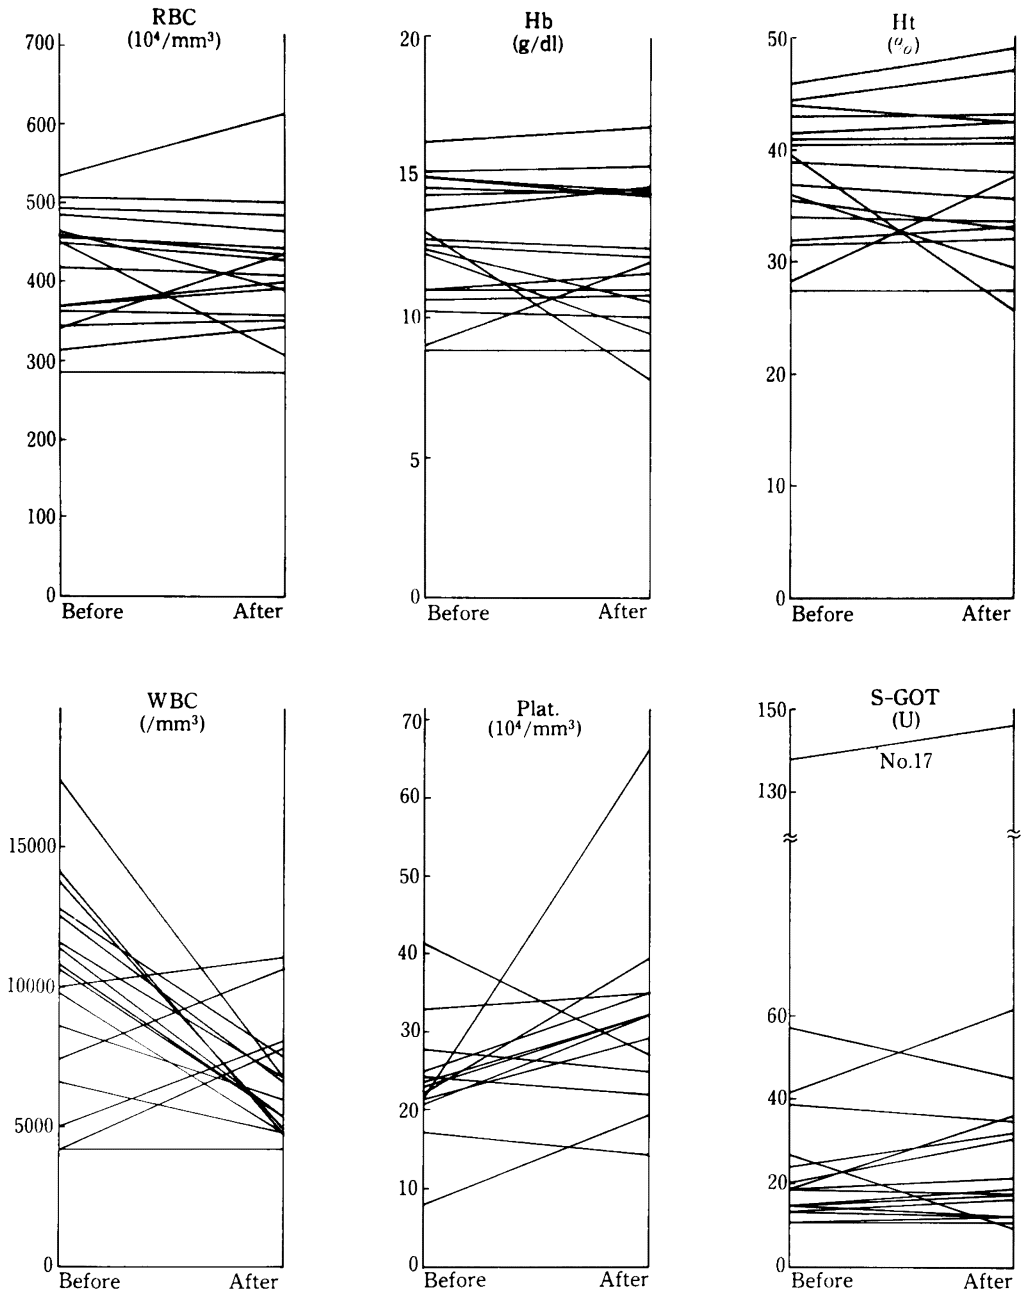 RBC
(10⁴/mm³)
700
600
500
400
300
200
100
0
Before After
Hb
(g/dl)
20
15
10
5
0
Before After
Ht
(%)
50
40
30
20
10
0
Before After
WBC
(/mm³)
15000
10000
5000
0
Before After
Plat.
(10⁴/mm³)
70
60
50
40
30
20
10
0
Before After
S-GOT
(U)
No.17
150
130
60
40
20
0
Before After